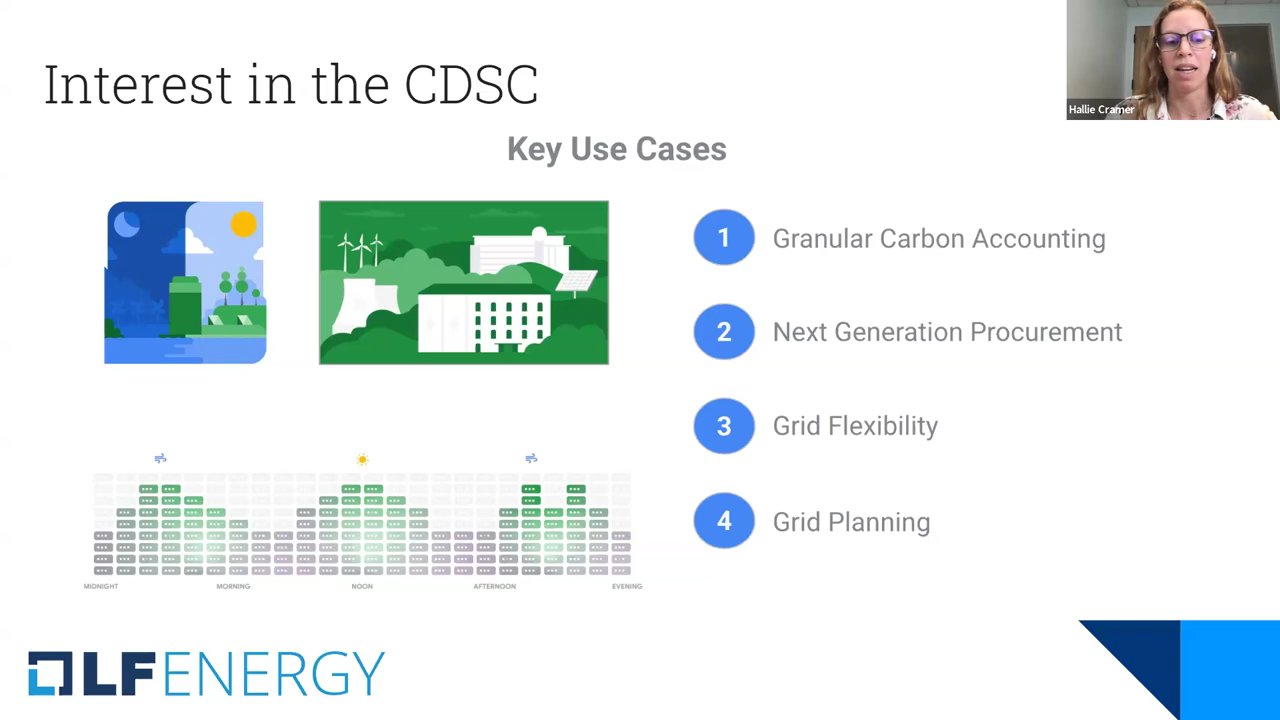 Interest in the CDSC
Hallie Cramer
Key Use Cases
1 Granular Carbon Accounting
2 Next Generation Procurement
3 Grid Flexibility
4 Grid Planning
MIDNIGHT MORNING NOON AFTERNOON EVENING
LFENERGY